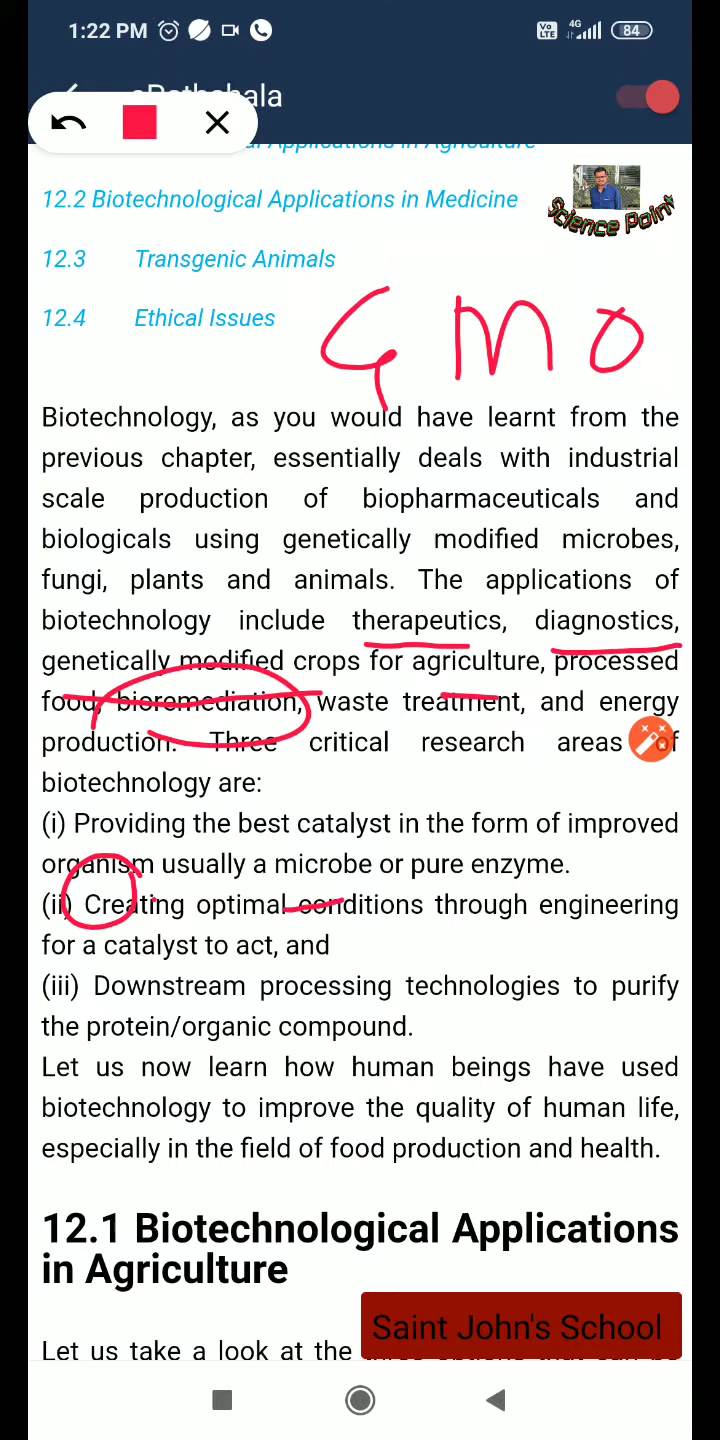 1:22 PM
Vo LTE 4G 84
12.2 Biotechnological Applications in Medicine
Science Point
12.3 Transgenic Animals
12.4 Ethical Issues
GMO
Biotechnology, as you would have learnt from the
previous chapter, essentially deals with industrial
scale production of biopharmaceuticals and
biologicals using genetically modified microbes,
fungi, plants and animals. The applications of
biotechnology include therapeutics, diagnostics,
genetically modified crops for agriculture, processed
food, bioremediation, waste treatment, and energy
production. Three critical research areas of
biotechnology are:
(i) Providing the best catalyst in the form of improved
organism usually a microbe or pure enzyme.
(ii) Creating optimal conditions through engineering
for a catalyst to act, and
(iii) Downstream processing technologies to purify
the protein/organic compound.
Let us now learn how human beings have used
biotechnology to improve the quality of human life,
especially in the field of food production and health.
12.1 Biotechnological Applications
in Agriculture
Saint John's School
Let us take a look at the